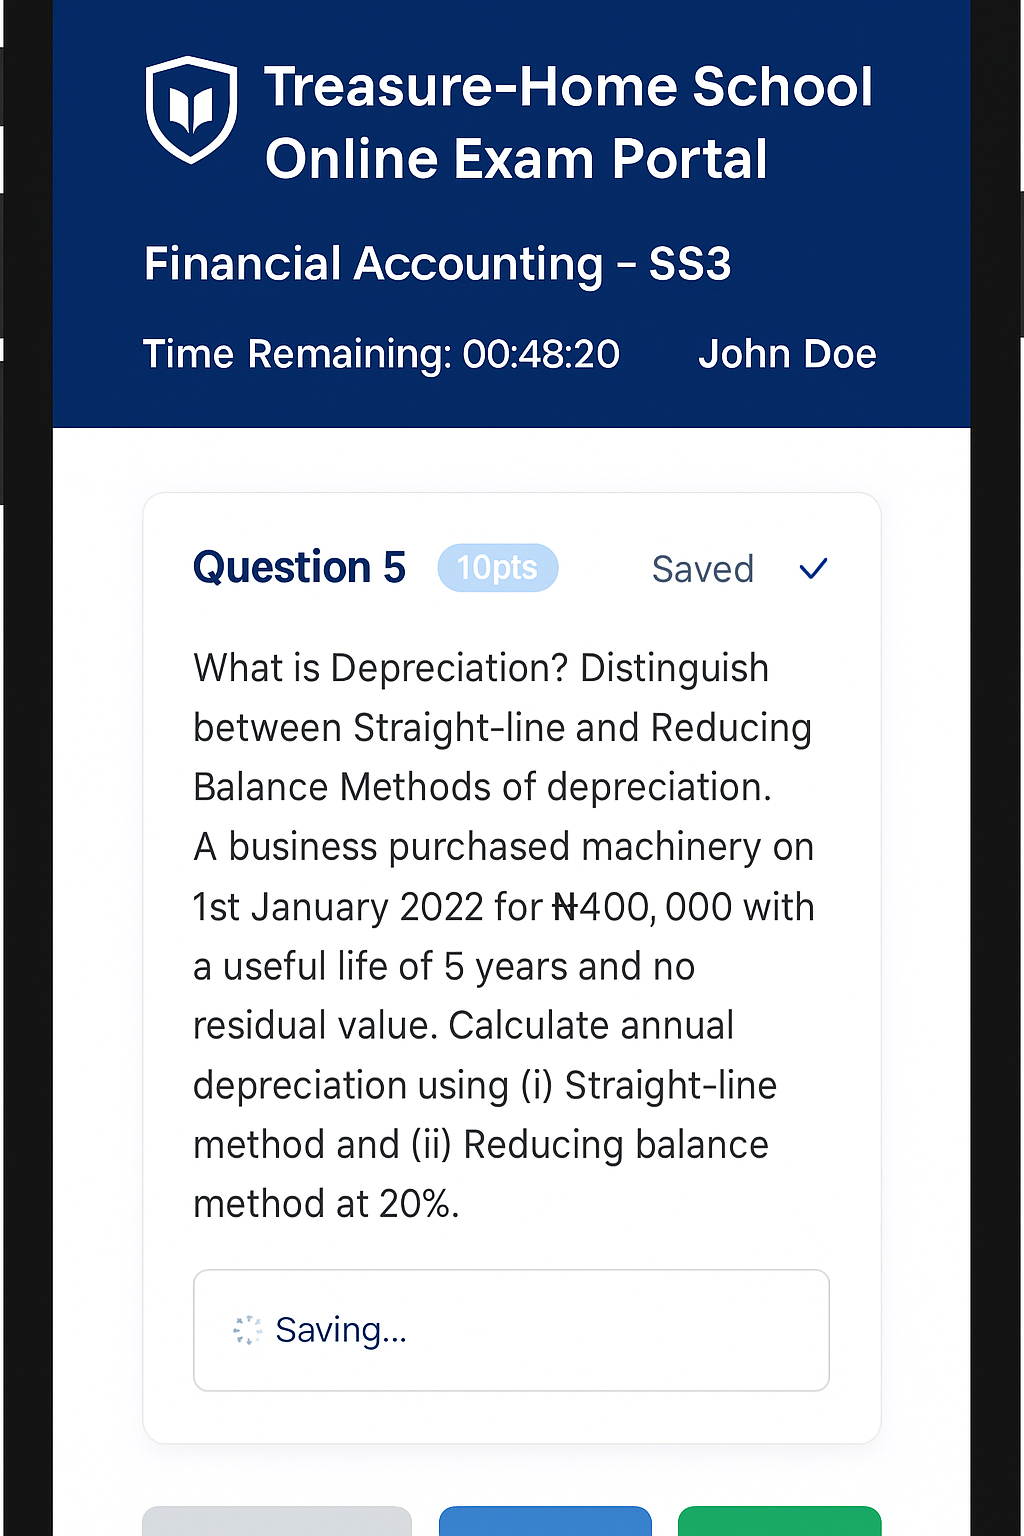 Treasure-Home School
Online Exam Portal
Financial Accounting – SS3
Time Remaining: 00:48:20 John Doe
Question 5 10pts Saved
What is Depreciation? Distinguish
between Straight-line and Reducing
Balance Methods of depreciation.
A business purchased machinery on
1st January 2022 for ₦400, 000 with
a useful life of 5 years and no
residual value. Calculate annual
depreciation using (i) Straight-line
method and (ii) Reducing balance
method at 20%.
Saving...